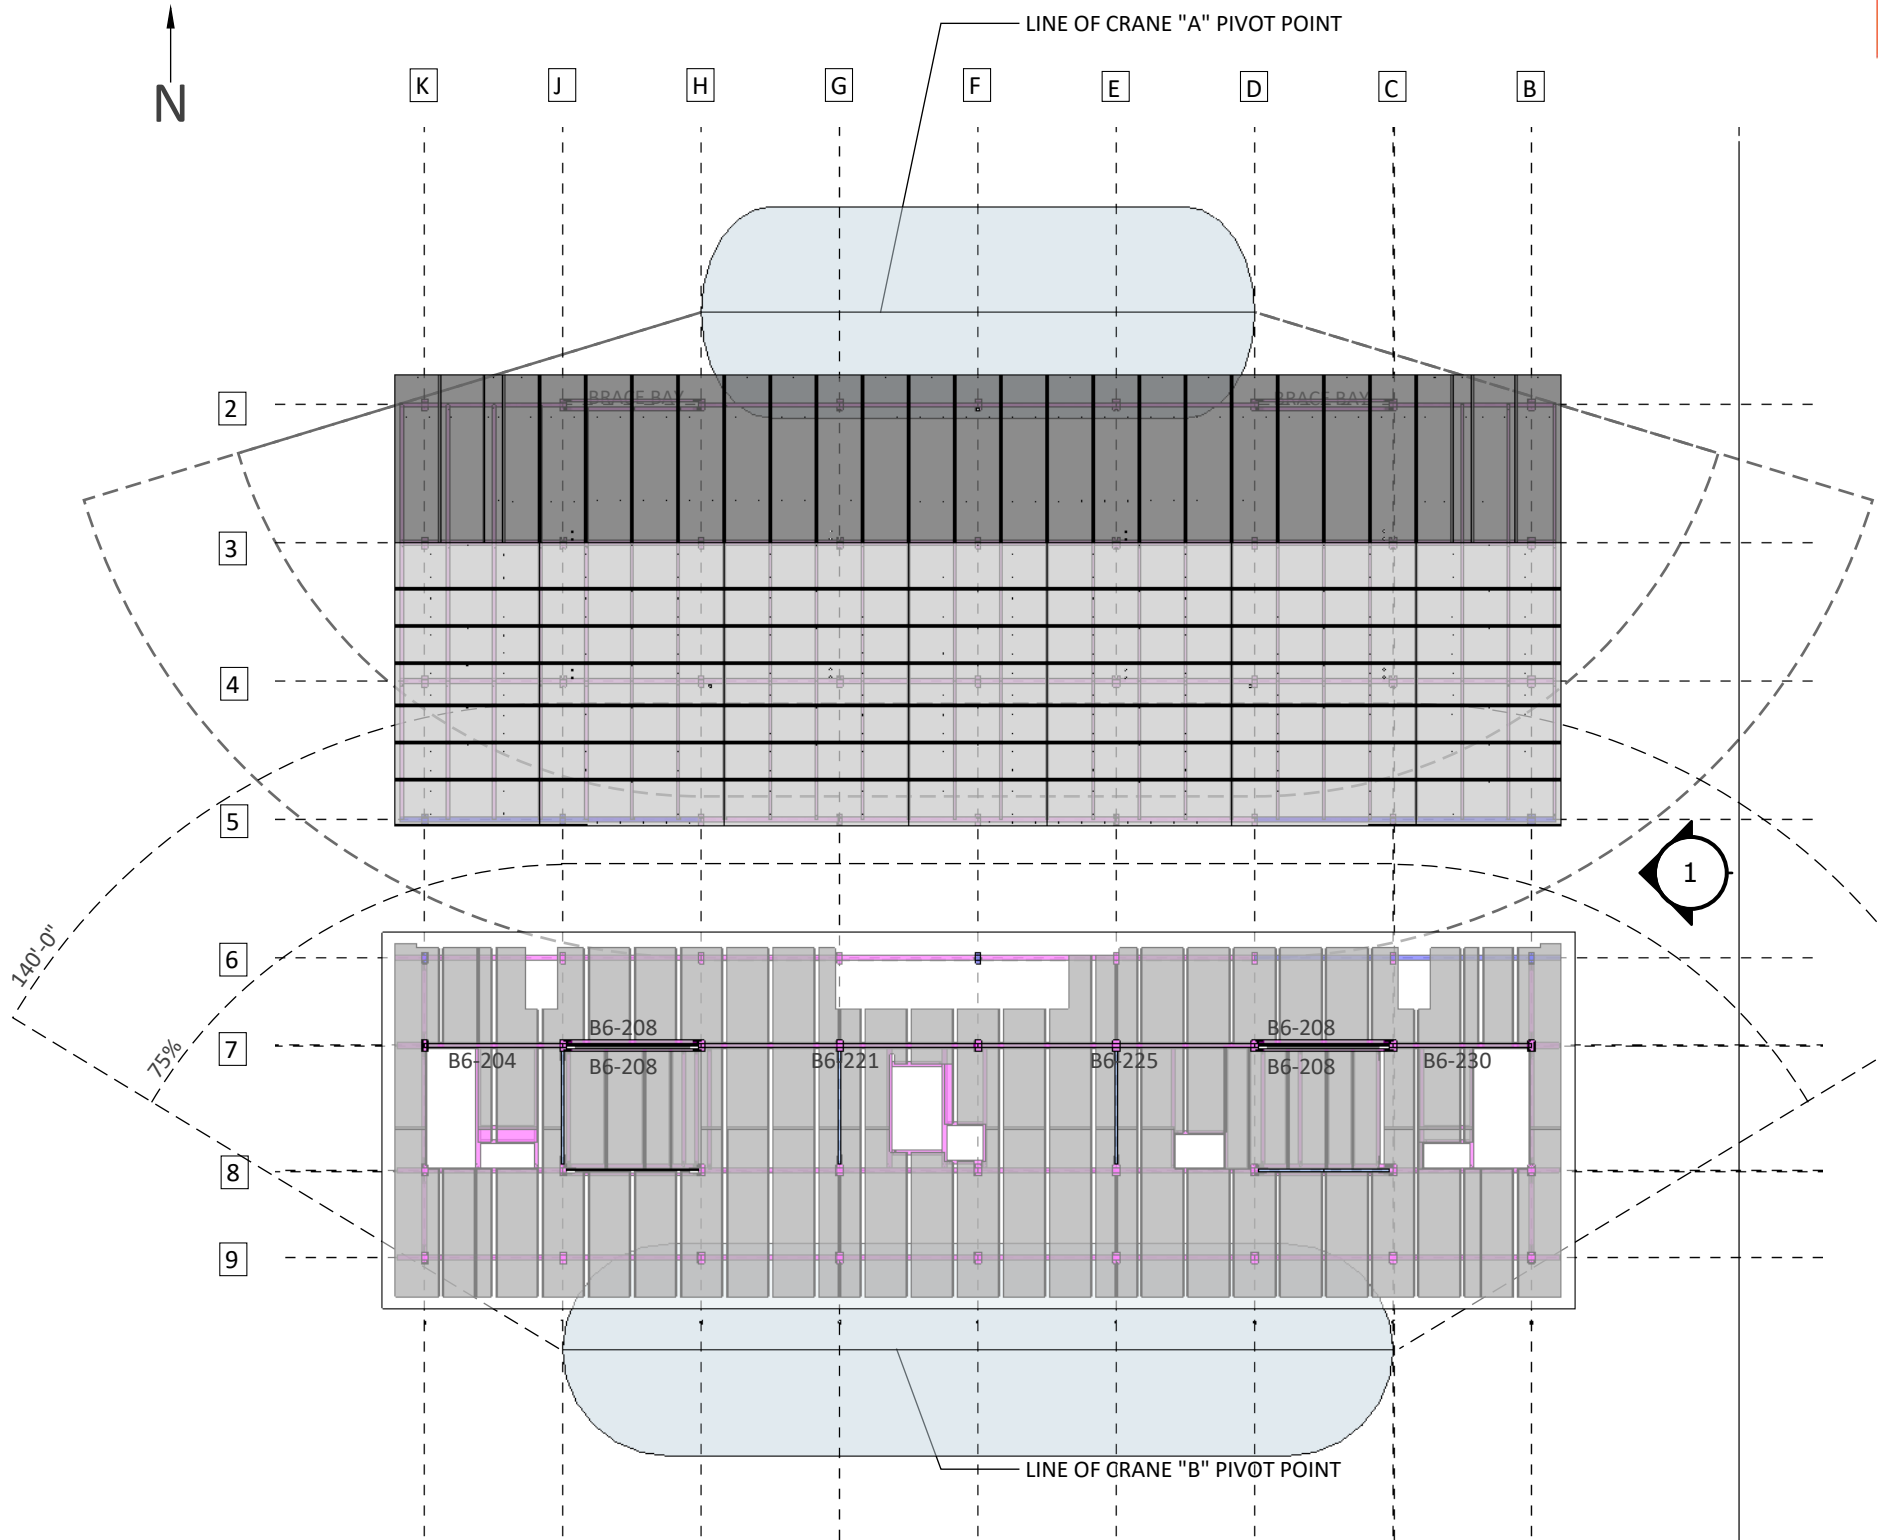 LINE OF CRANE "A" PIVOT POINT
N
K J H G F E D C B
2
BRACE BAY BRACE BAY
3
4
5
1
6
140'-0"
75%
7
B6-208 B6-208
B6-204 B6-208 B6-221 B6-225 B6-208 B6-230
8
9
LINE OF CRANE "B" PIVOT POINT